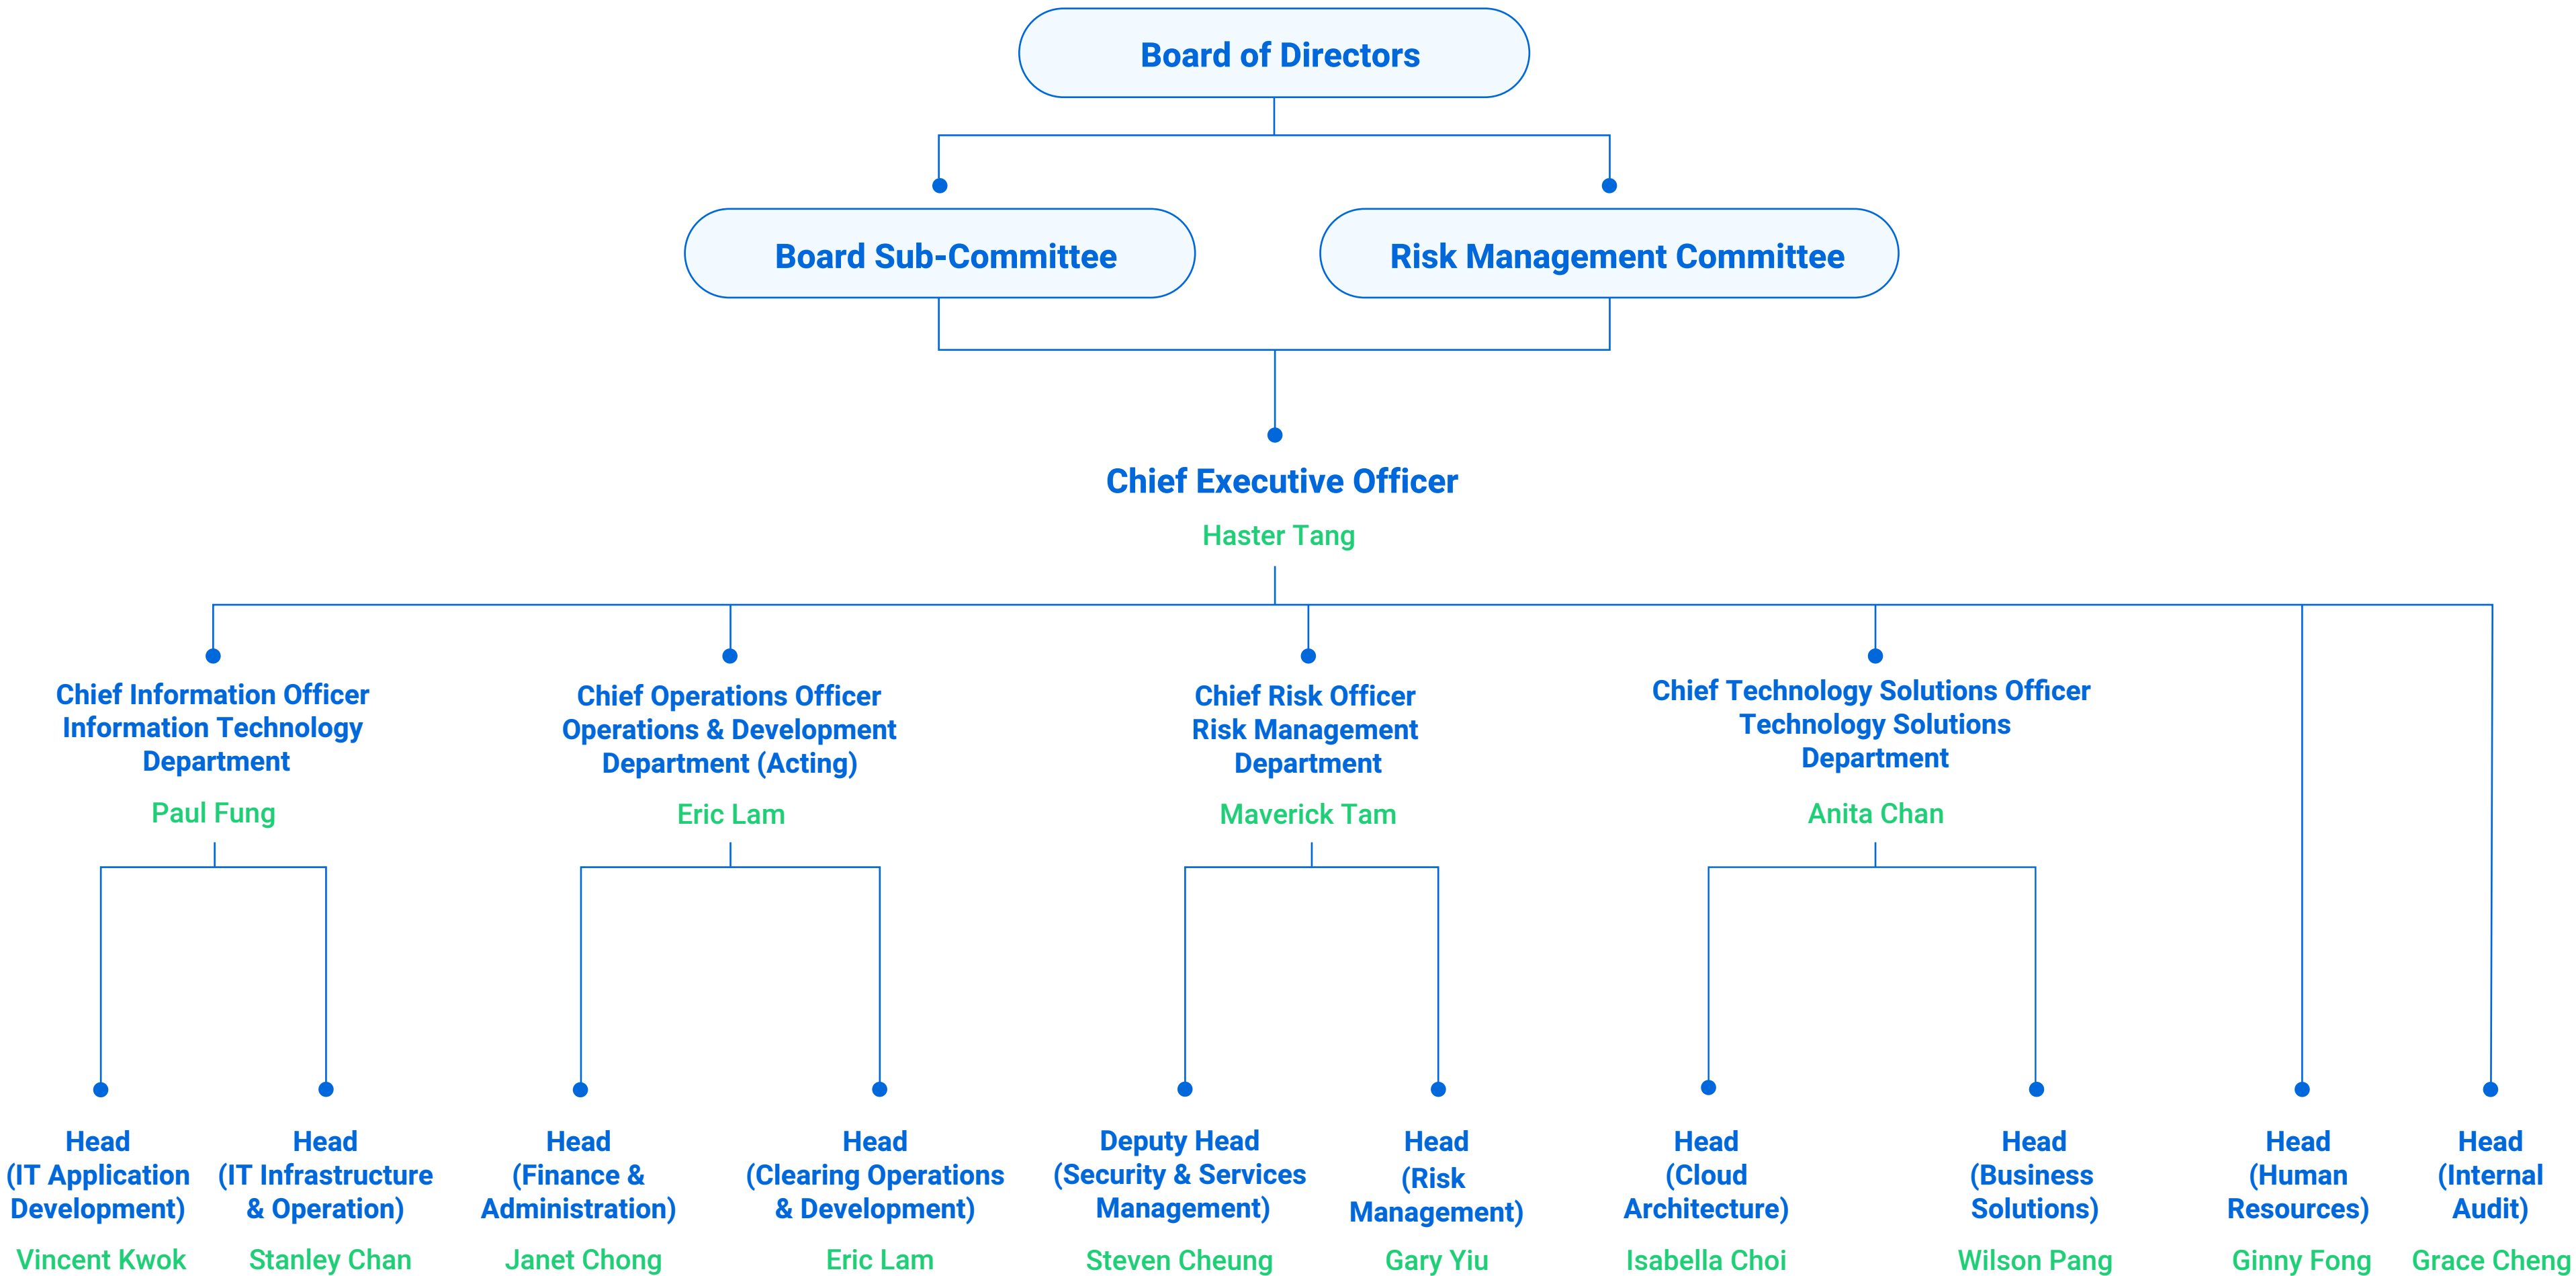 Board of Directors
Board Sub-Committee
Risk Management Committee
Chief Executive Officer
Haster Tang
Chief Information Officer
Information Technology
Department
Paul Fung
Chief Operations Officer
Operations & Development
Department (Acting)
Eric Lam
Chief Risk Officer
Risk Management
Department
Maverick Tam
Chief Technology Solutions Officer
Technology Solutions
Department
Anita Chan
Head
(IT Application
Development)
Vincent Kwok
Head
(IT Infrastructure
& Operation)
Stanley Chan
Head
(Finance &
Administration)
Janet Chong
Head
(Clearing Operations
& Development)
Eric Lam
Deputy Head
(Security & Services
Management)
Steven Cheung
Head
(Risk
Management)
Gary Yiu
Head
(Cloud
Architecture)
Isabella Choi
Head
(Business
Solutions)
Wilson Pang
Head
(Human
Resources)
Ginny Fong
Head
(Internal
Audit)
Grace Cheng